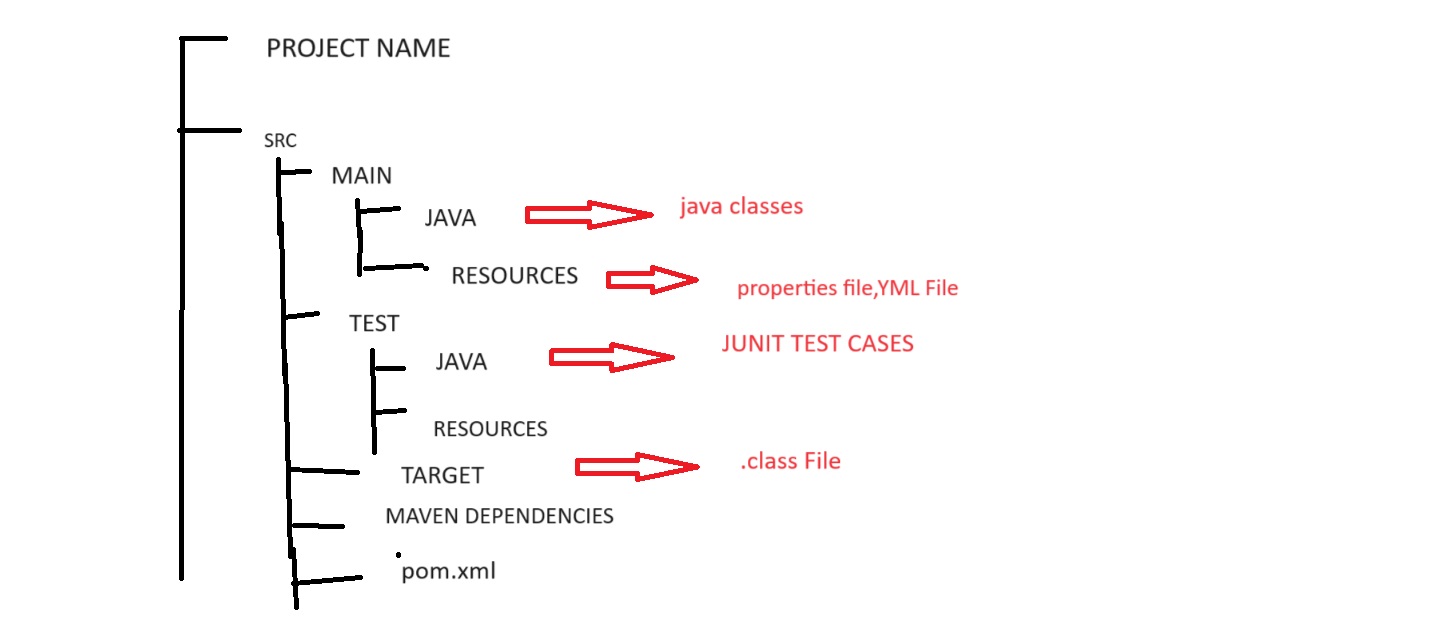 PROJECT NAME
SRC
MAIN
JAVA
java classes
RESOURCES
properties file,YML File
TEST
JUNIT TEST CASES
JAVA
RESOURCES
TARGET
.class File
MAVEN DEPENDENCIES
pom.xml